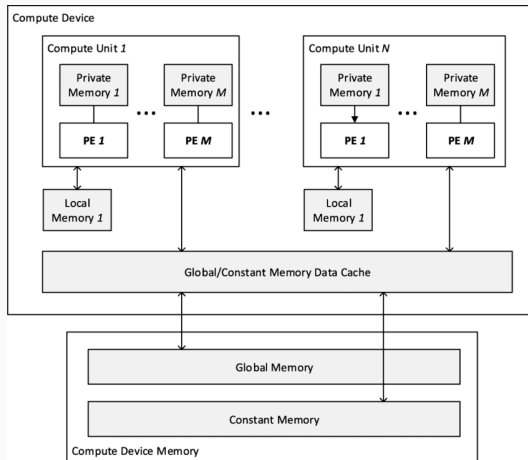 Compute Device
Compute Unit 1
Compute Unit N
Private
Memory 1
Private
Memory M
Private
Memory 1
Private
Memory M
•••
•••
•••
PE 1
PE M
PE 1
PE M
Local
Memory 1
Local
Memory 1
Global/Constant Memory Data Cache
Global Memory
Constant Memory
Compute Device Memory